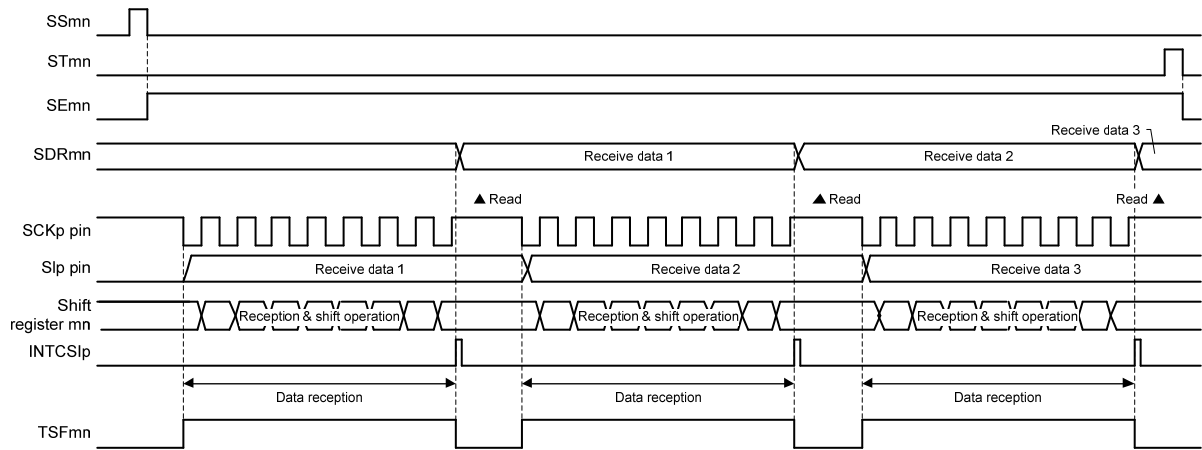 SSmn
STmn
SEmn
Receive data 3
SDRmn
Receive data 1
Receive data 2
▲ Read
▲ Read
Read ▲
SCKp pin
SIp pin
Receive data 1
Receive data 2
Receive data 3
Shift
register mn
Reception & shift operation
Reception & shift operation
Reception & shift operation
INTCSIp
Data reception
Data reception
Data reception
TSFmn